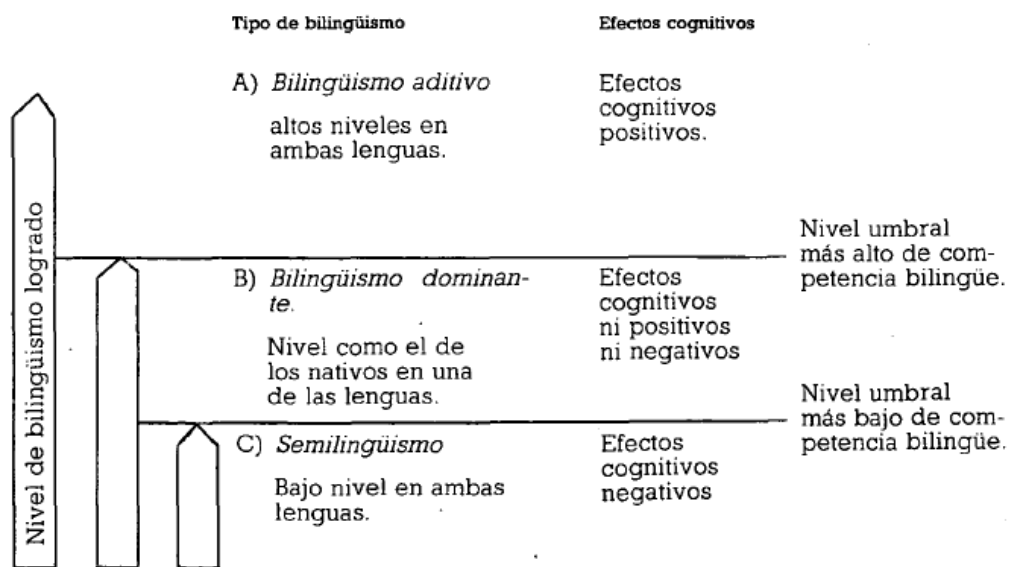 Tipo de bilingüismo
Efectos cognitivos
A) Bilingüismo aditivo
altos niveles en
ambas lenguas.
Efectos
cognitivos
positivos.
Nivel umbral
más alto de com-
petencia bilingüe.
B) Bilingüismo dominan-
te.
Nivel como el de
los nativos en una
de las lenguas.
Efectos
cognitivos
ni positivos
ni negativos
Nivel umbral
más bajo de com-
petencia bilingüe.
C) Semilingüismo
Bajo nivel en ambas
lenguas.
Efectos
cognitivos
negativos
Nivel de bilingüismo logrado